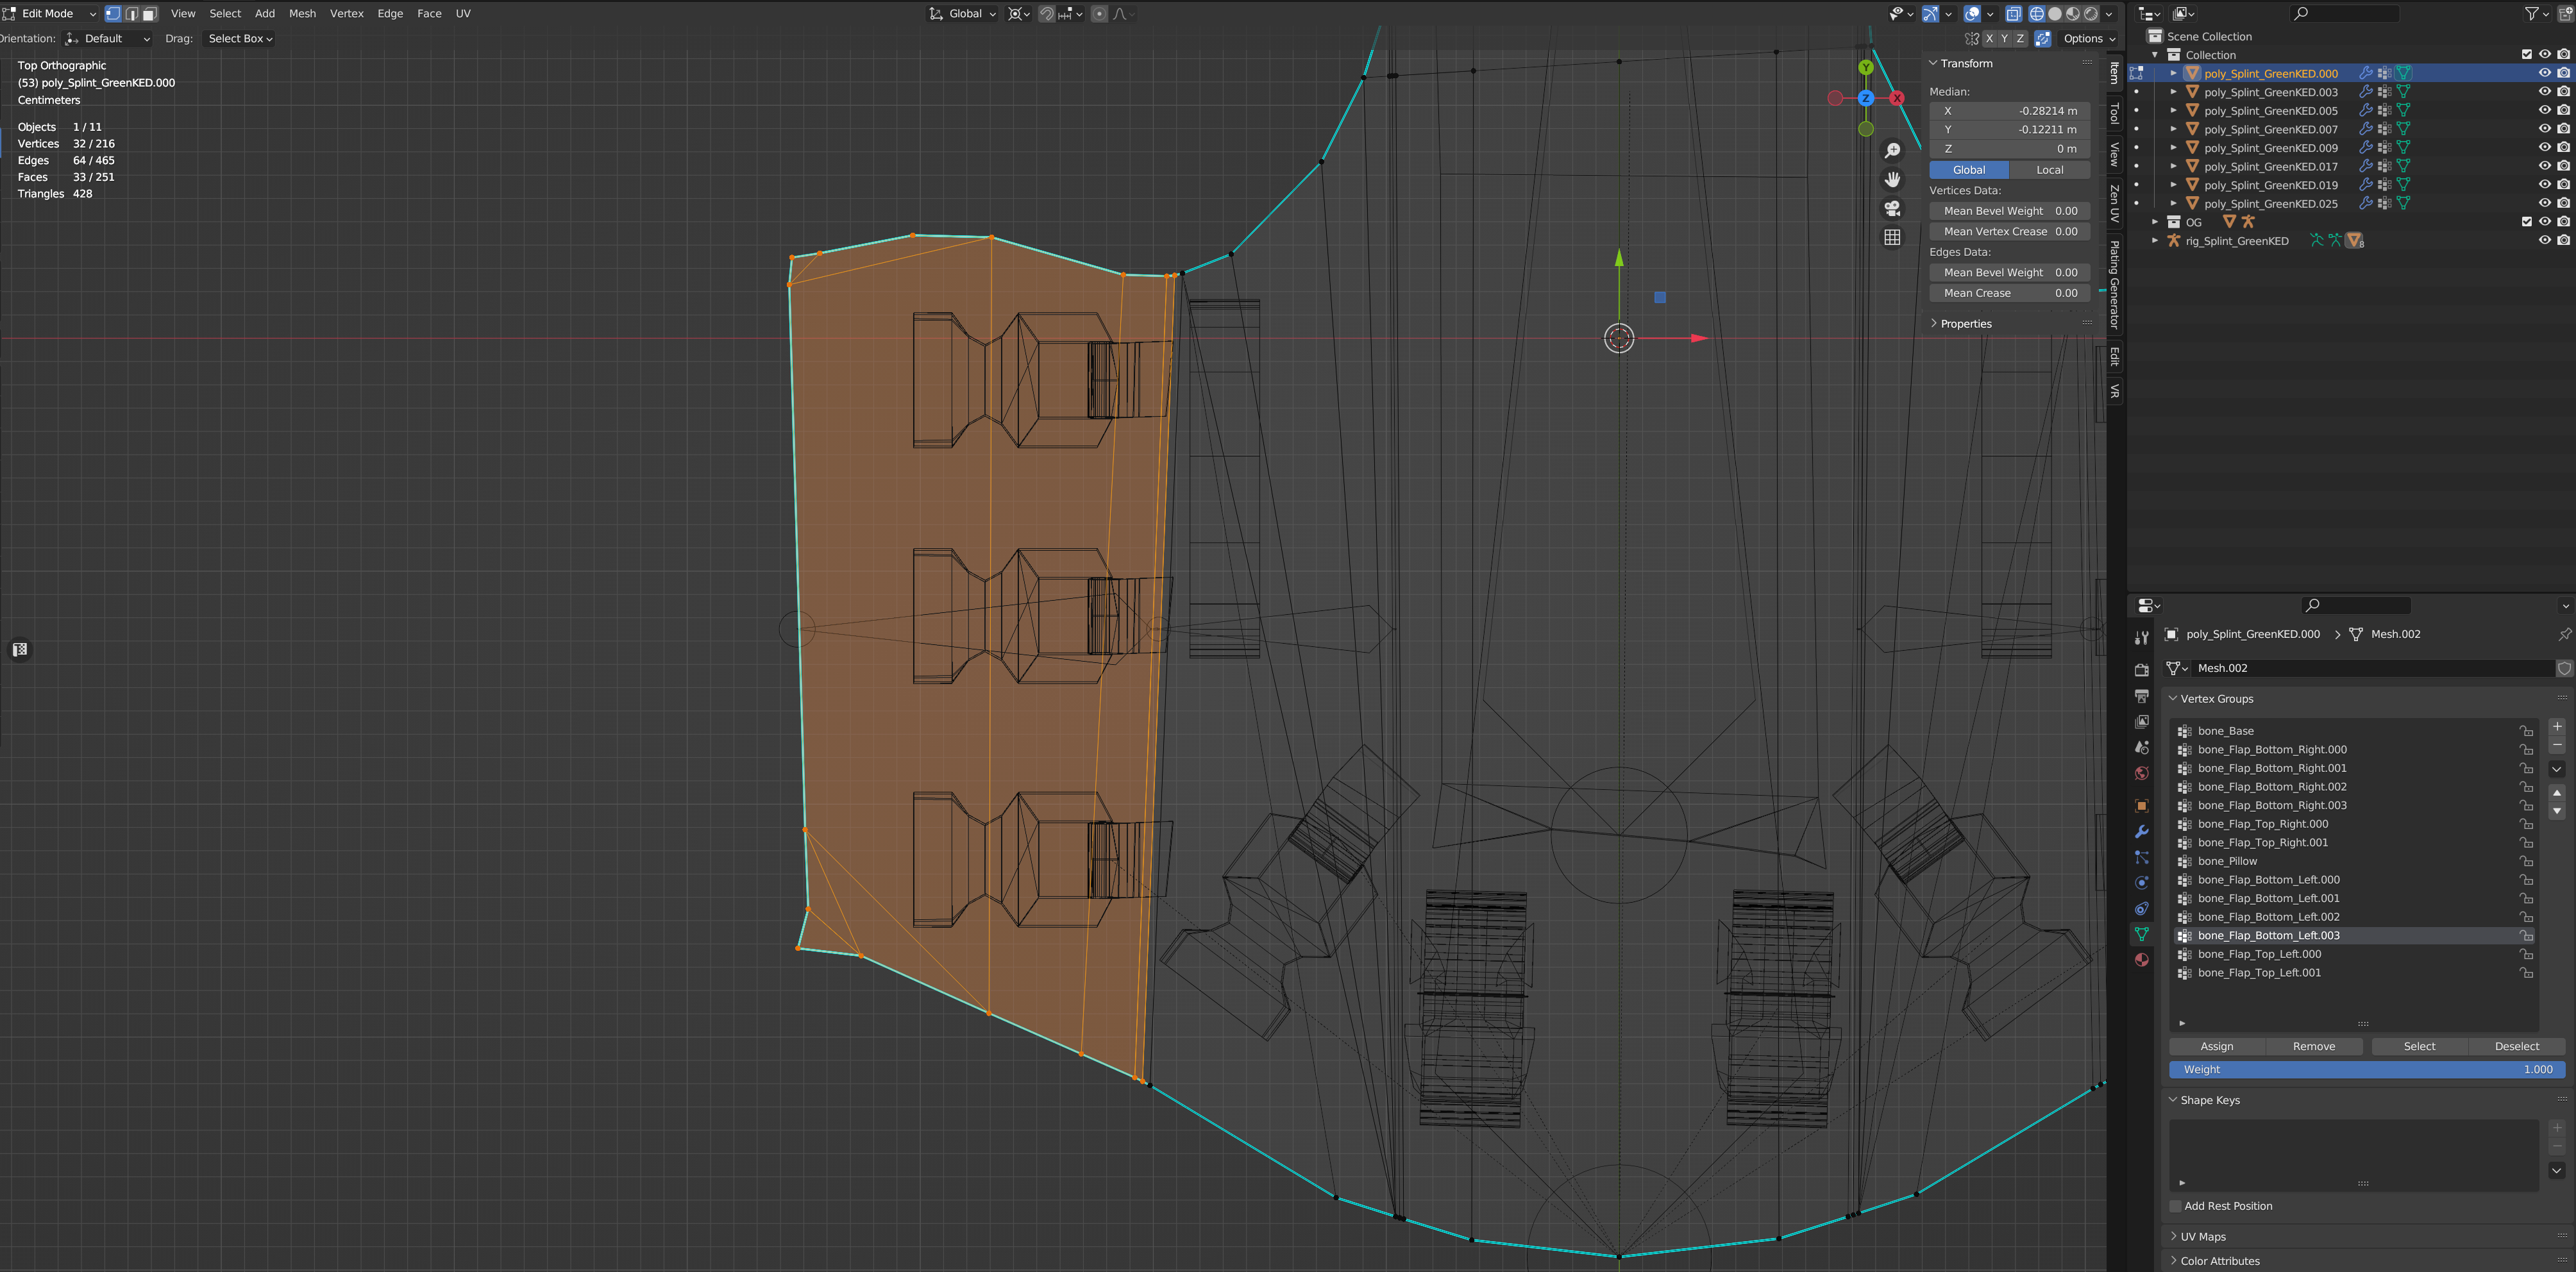 Edit Mode View Select Add Mesh Vertex Edge Face UV Global
Orientation: Default Drag: Select Box X Y Z Options
Top Orthographic
(53) poly_Splint_GreenKED.000
Centimeters
Objects 1 / 11
Vertices 32 / 216
Edges 64 / 465
Faces 33 / 251
Triangles 428
Y
Z
X
Transform
Median:
X -0.28214 m
Y -0.12211 m
Z 0 m
Global Local
Vertices Data:
Mean Bevel Weight 0.00
Mean Vertex Crease 0.00
Edges Data:
Mean Bevel Weight 0.00
Mean Crease 0.00
Properties
Item
Tool
View
Zen UV
Plating Generator
Edit
VR
Scene Collection
Collection
poly_Splint_GreenKED.000
poly_Splint_GreenKED.003
poly_Splint_GreenKED.005
poly_Splint_GreenKED.007
poly_Splint_GreenKED.009
poly_Splint_GreenKED.017
poly_Splint_GreenKED.019
poly_Splint_GreenKED.025
OG
rig_Splint_GreenKED 8
poly_Splint_GreenKED.000 Mesh.002
Mesh.002
Vertex Groups
bone_Base
bone_Flap_Bottom_Right.000
bone_Flap_Bottom_Right.001
bone_Flap_Bottom_Right.002
bone_Flap_Bottom_Right.003
bone_Flap_Top_Right.000
bone_Flap_Top_Right.001
bone_Pillow
bone_Flap_Bottom_Left.000
bone_Flap_Bottom_Left.001
bone_Flap_Bottom_Left.002
bone_Flap_Bottom_Left.003
bone_Flap_Top_Left.000
bone_Flap_Top_Left.001
Assign Remove Select Deselect
Weight 1.000
Shape Keys
Add Rest Position
UV Maps
Color Attributes